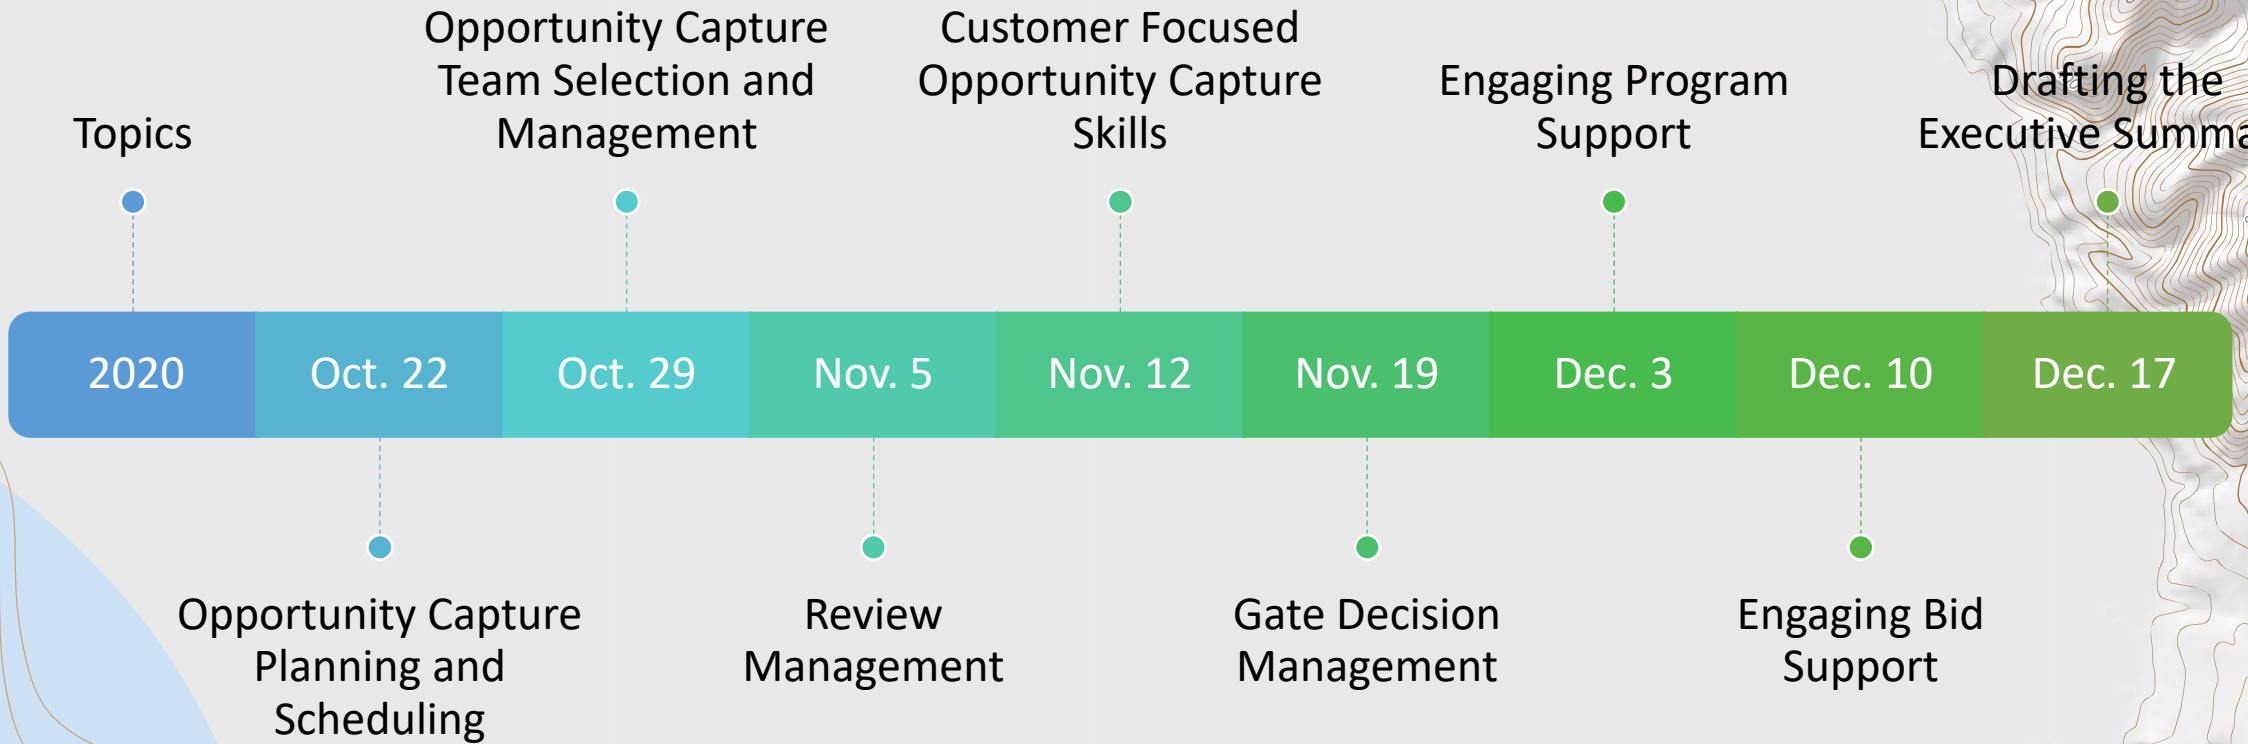 Topics
Opportunity Capture
Team Selection and
Management
Customer Focused
Opportunity Capture
Skills
Engaging Program
Support
Drafting the
Executive Summa
2020
Oct. 22
Oct. 29
Nov. 5
Nov. 12
Nov. 19
Dec. 3
Dec. 10
Dec. 17
Opportunity Capture
Planning and
Scheduling
Review
Management
Gate Decision
Management
Engaging Bid
Support